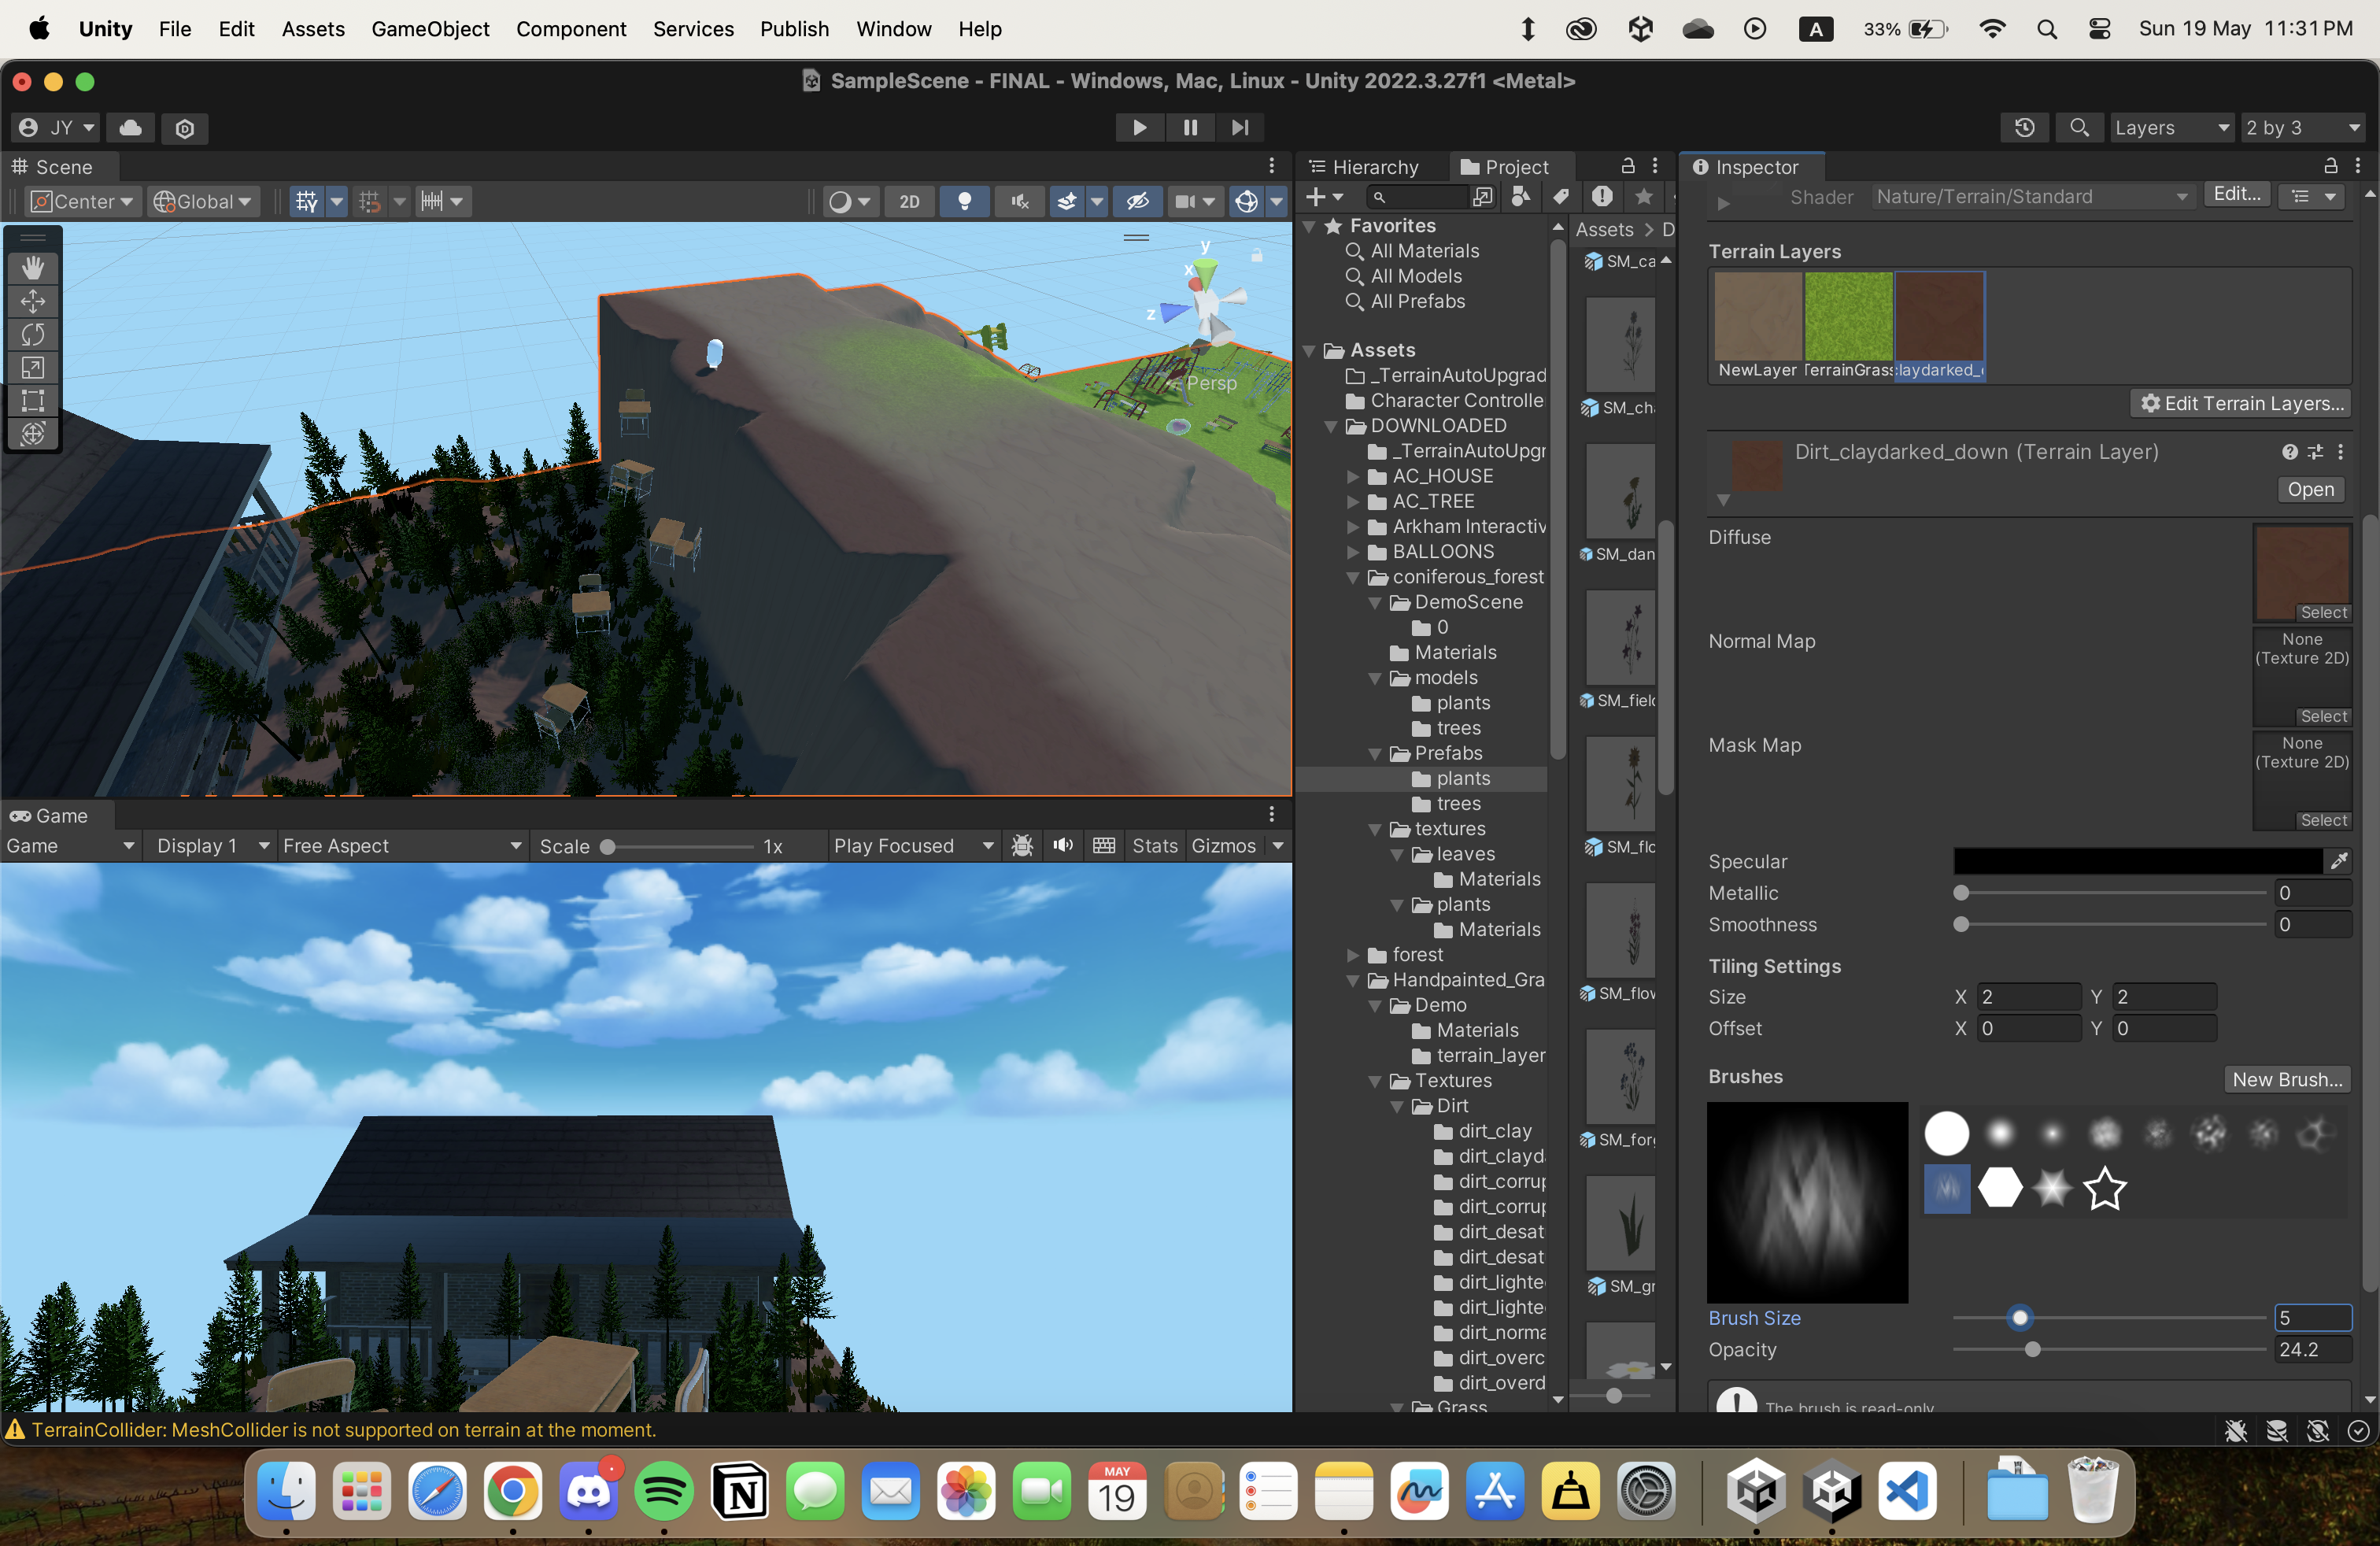 Unity File Edit Assets GameObject Component Services Publish Window Help
A 33% Sun 19 May 11:31 PM
SampleScene - FINAL - Windows, Mac, Linux - Unity 2022.3.27f1 <Metal>
JY
Layers
2 by 3
Scene
Center
Global
2D
y
x
z
Persp
Game
Game
Display 1
Free Aspect
Scale
1x
Play Focused
Stats
Gizmos
Hierarchy
Project
Favorites
All Materials
All Models
All Prefabs
Assets
_TerrainAutoUpgrad
Character Controlle
DOWNLOADED
_TerrainAutoUpgr
AC_HOUSE
AC_TREE
Arkham Interactiv
BALLOONS
coniferous_forest
DemoScene
0
Materials
models
plants
trees
Prefabs
plants
trees
textures
leaves
Materials
plants
Materials
forest
Handpainted_Gra
Demo
Materials
terrain_layer
Textures
Dirt
dirt_clay
dirt_clayd
dirt_corrup
dirt_corrup
dirt_desat
dirt_desat
dirt_lighte
dirt_lighte
dirt_norma
dirt_overc
dirt_overd
Grass
Assets > D
SM_ca
SM_cha
SM_dan
SM_field
SM_flo
SM_flow
SM_forg
SM_gr
Inspector
Shader
Nature/Terrain/Standard
Edit...
Terrain Layers
NewLayer
TerrainGrass
claydarked_d
Edit Terrain Layers...
Dirt_claydarked_down (Terrain Layer)
Open
Diffuse
Select
Normal Map
None
(Texture 2D)
Select
Mask Map
None
(Texture 2D)
Select
Specular
Metallic
0
Smoothness
0
Tiling Settings
Size X 2 Y 2
Offset X 0 Y 0
Brushes
New Brush...
Brush Size
5
Opacity
24.2
The brush is read-only
TerrainCollider: MeshCollider is not supported on terrain at the moment.
MAY
19